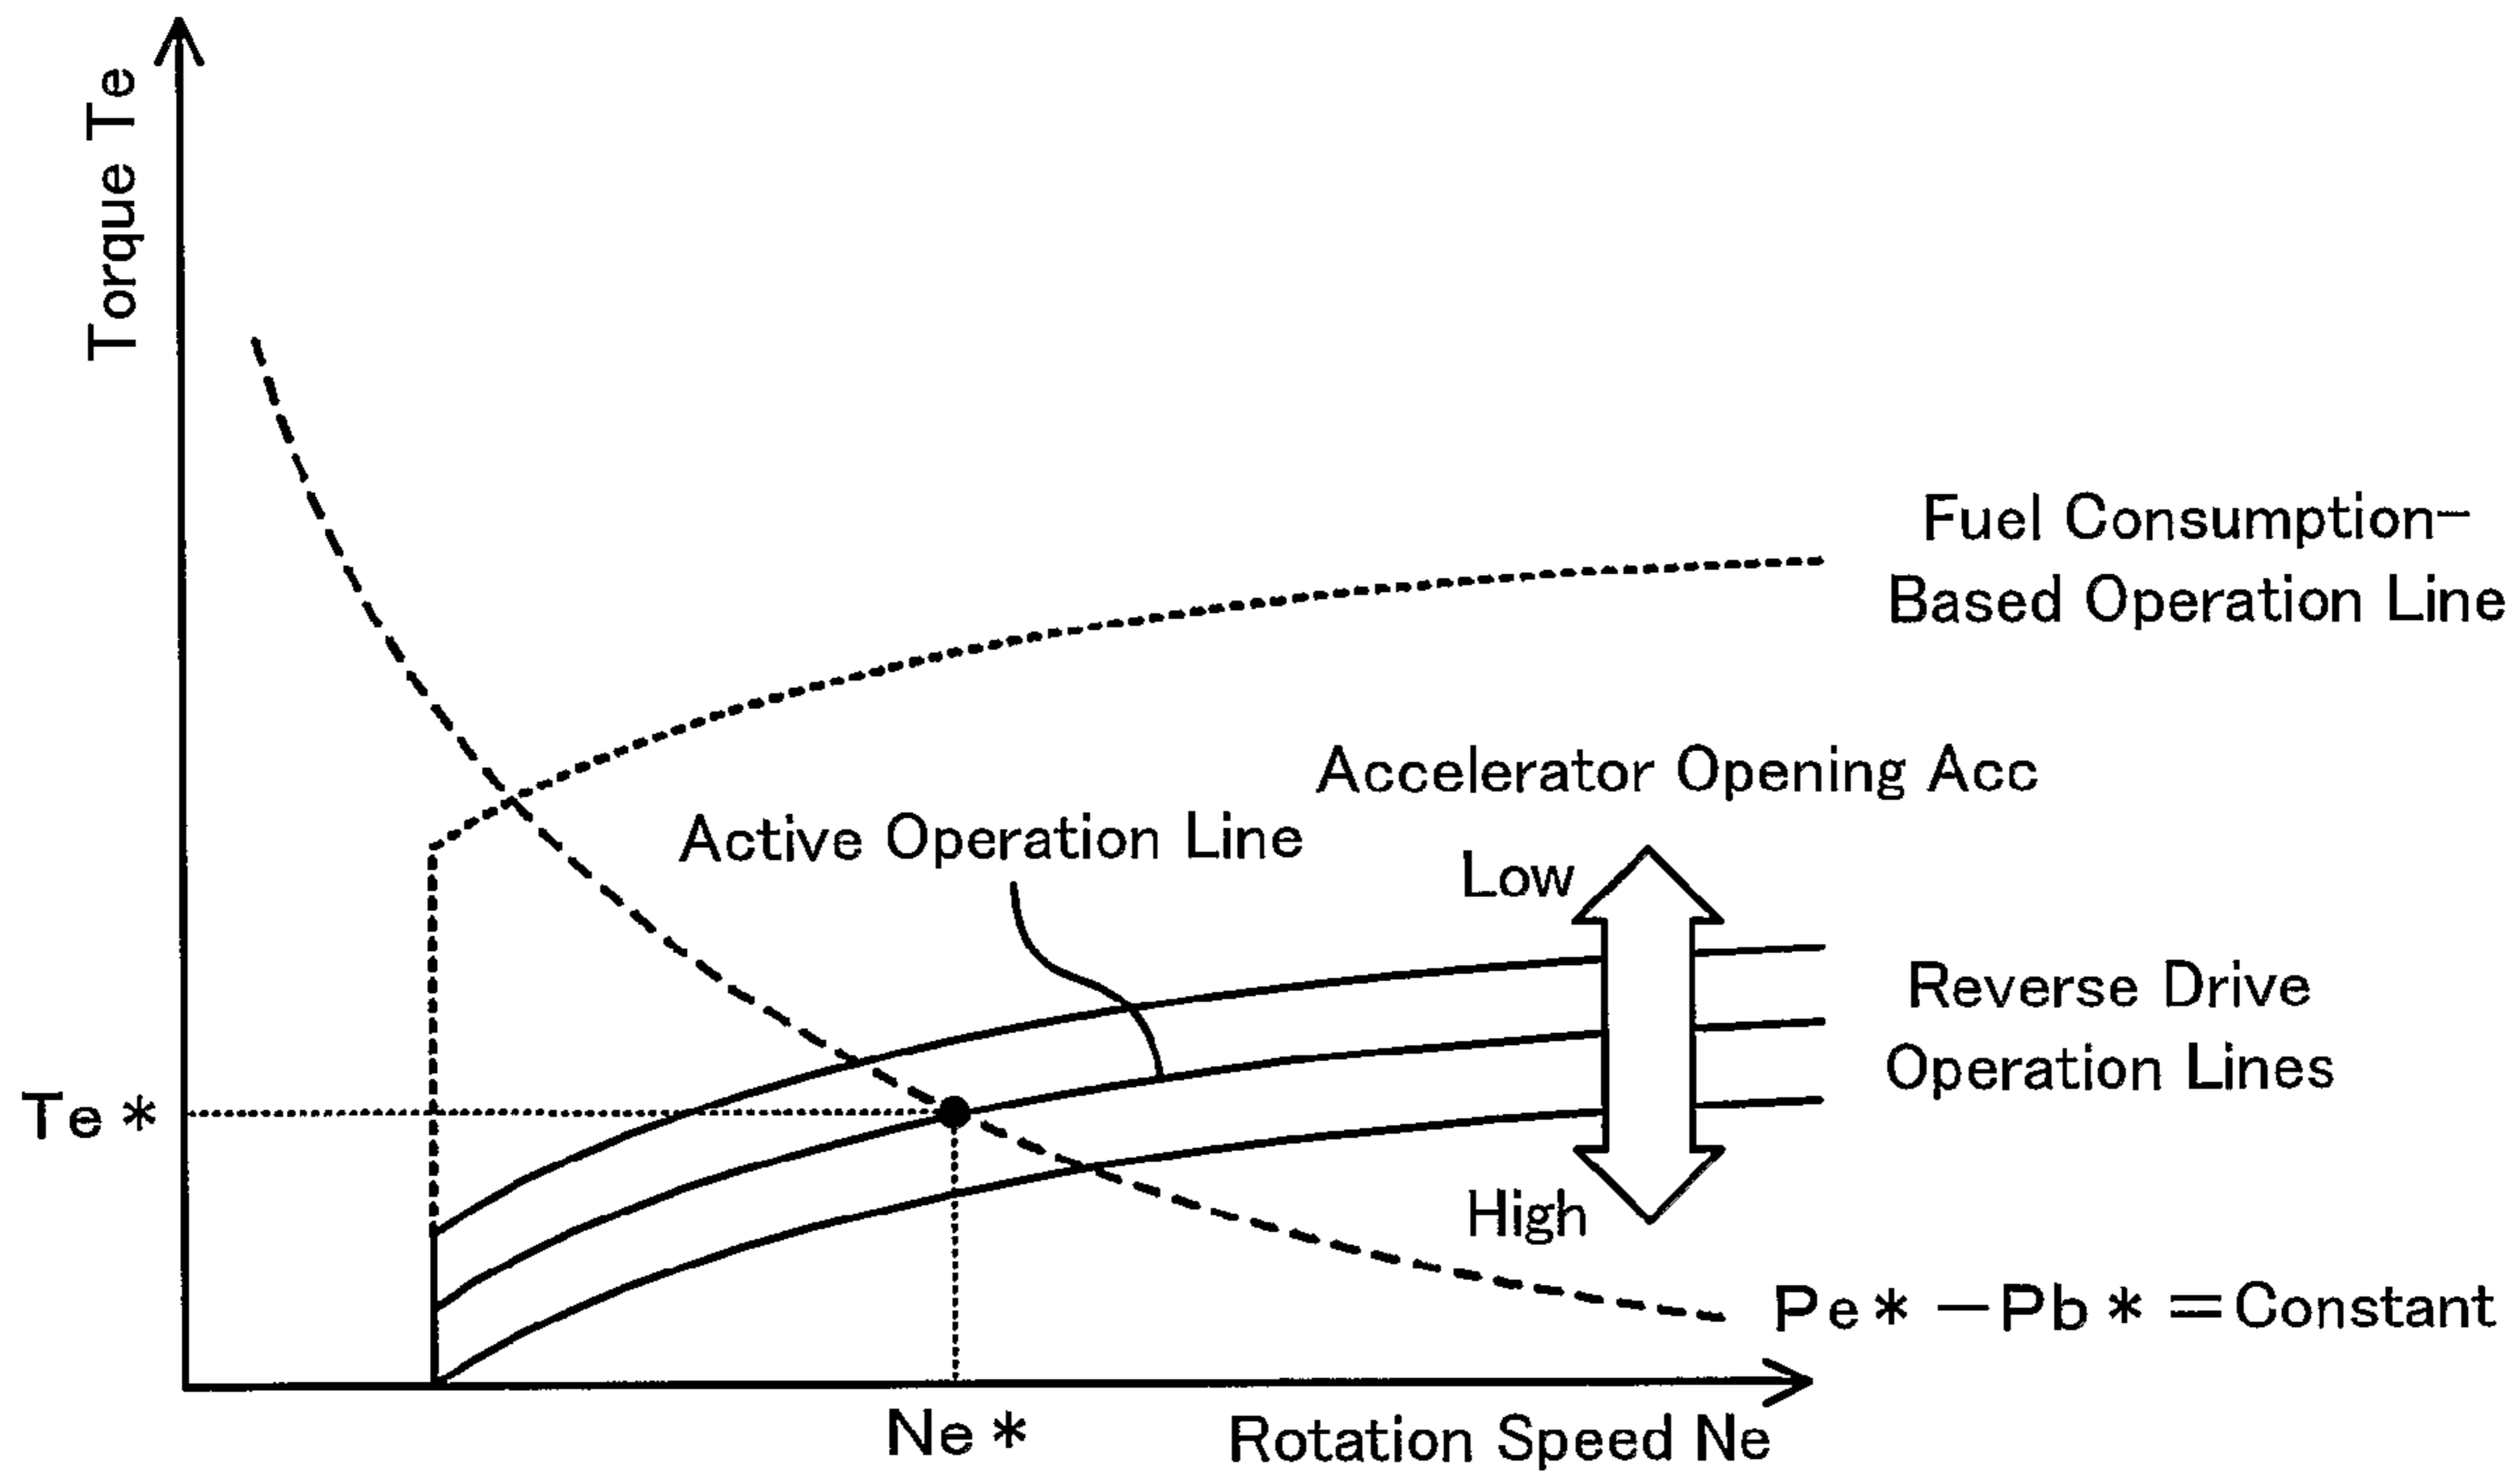 Torque Te
Fuel Consumption-
Based Operation Line
Accelerator Opening Acc
Active Operation Line
Low
Reverse Drive
Operation Lines
Te *
High
Pe * - Pb * = Constant
Ne *
Rotation Speed Ne